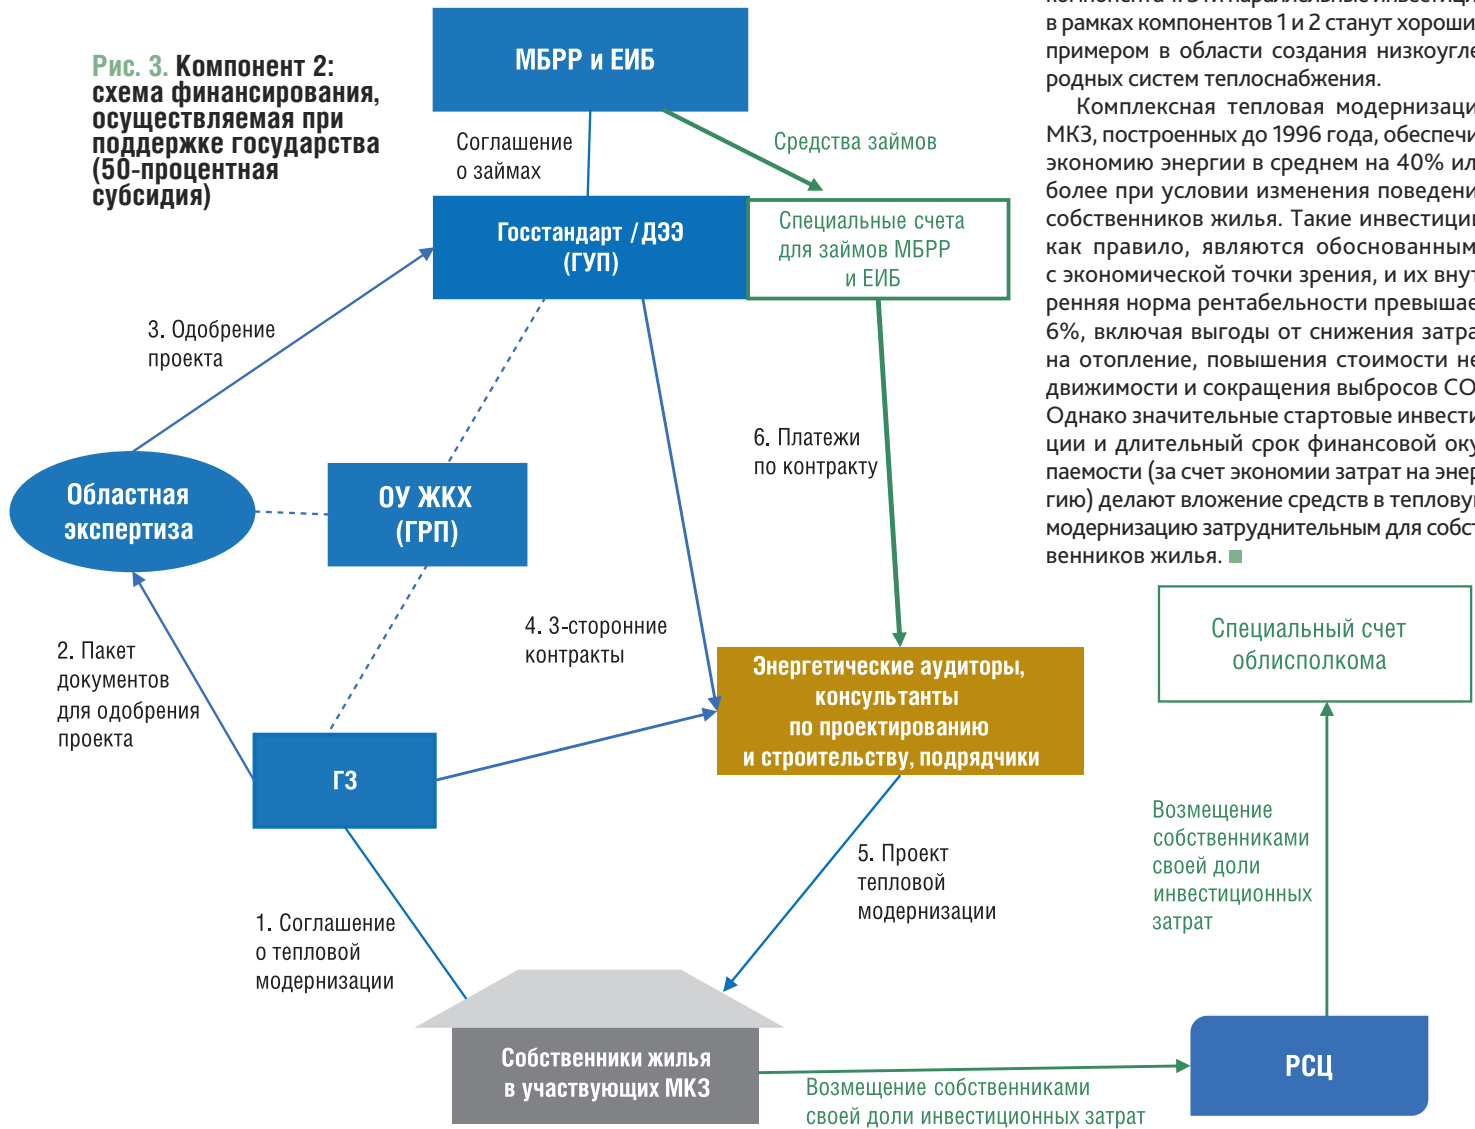 Рис. 3. Компонент 2:
схема финансирования,
осуществляемая при
поддержке государства
(50-процентная
субсидия)
МБРР и ЕИБ
Соглашение
о займах
Средства займов
Госстандарт / ДЭЭ
(ГУП)
Специальные счета
для займов МБРР
и ЕИБ
3. Одобрение
проекта
6. Платежи
по контракту
Областная
экспертиза
ОУ ЖКХ
(ГРП)
2. Пакет
документов
для одобрения
проекта
4. 3-сторонние
контракты
ГЗ
Энергетические аудиторы,
консультанты
по проектированию
и строительству, подрядчики
1. Соглашение
о тепловой
модернизации
5. Проект
тепловой
модернизации
Собственники жилья
в участвующих МКЗ
Возмещение собственниками
своей доли инвестиционных затрат
РСЦ
Возмещение
собственниками
своей доли
инвестиционных
затрат
Специальный счет
облисполкома
в рамках компонентов 1 и 2 станут хороши
примером в области создания низкоугле
родных систем теплоснабжения.
Комплексная тепловая модернизаци
МКЗ, построенных до 1996 года, обеспечи
экономию энергии в среднем на 40% ил
более при условии изменения поведени
собственников жилья. Такие инвестиции
как правило, являются обоснованным
с экономической точки зрения, и их внут
ренняя норма рентабельности превышае
6%, включая выгоды от снижения затра
на отопление, повышения стоимости не
движимости и сокращения выбросов CO
Однако значительные стартовые инвести
ции и длительный срок финансовой оку
паемости (за счет экономии затрат на энер
гию) делают вложение средств в тепловую
модернизацию затруднительным для собст
венников жилья.